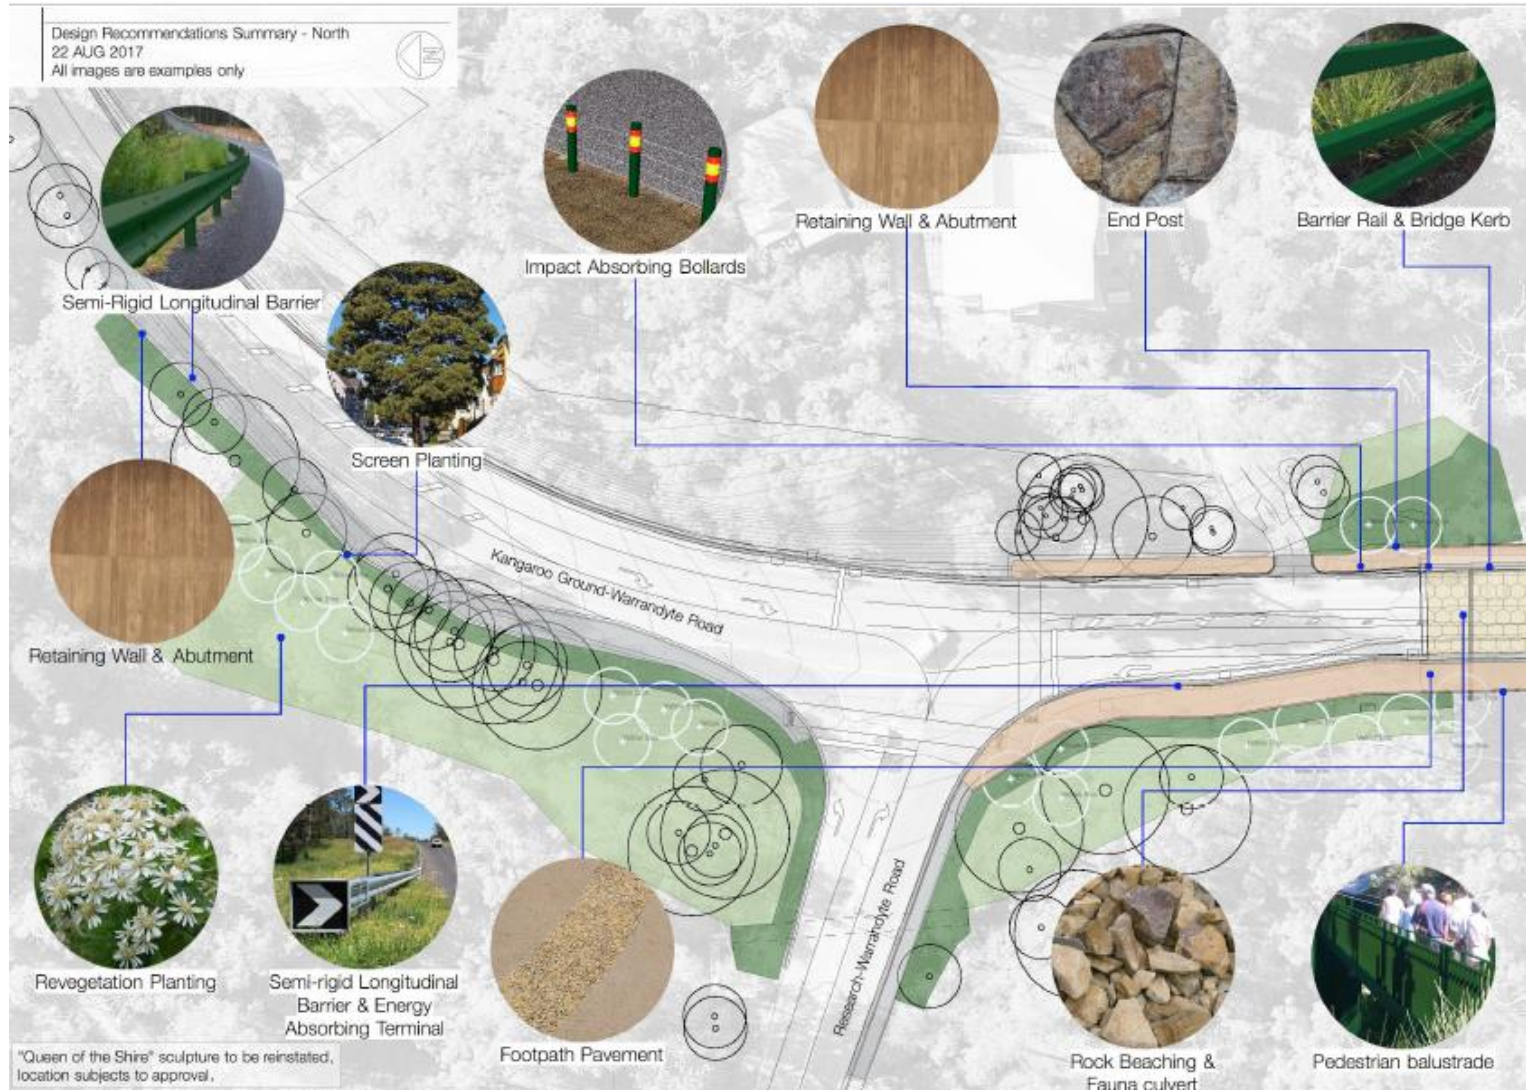 Design Recommendations Summary - North
22 AUG 2017
All images are examples only
Semi-Rigid Longitudinal Barrier
Impact Absorbing Bollards
Retaining Wall & Abutment
End Post
Barrier Rail & Bridge Kerb
Screen Planting
Retaining Wall & Abutment
Kangaroo Ground-Warrandyte Road
Research-Warrandyte Road
Revegetation Planting
Semi-rigid Longitudinal
Barrier & Energy
Absorbing Terminal
Footpath Pavement
Rock Beaching &
Fauna culvert
Pedestrian balustrade
"Queen of the Shire" sculpture to be reinstated,
location subjects to approval.